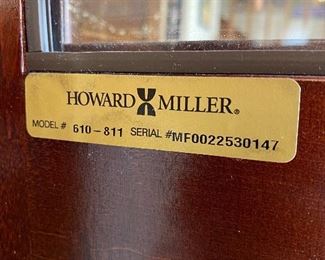 HOWARD MILLER®
MODEL # 610-811 SERIAL #MF0022530147